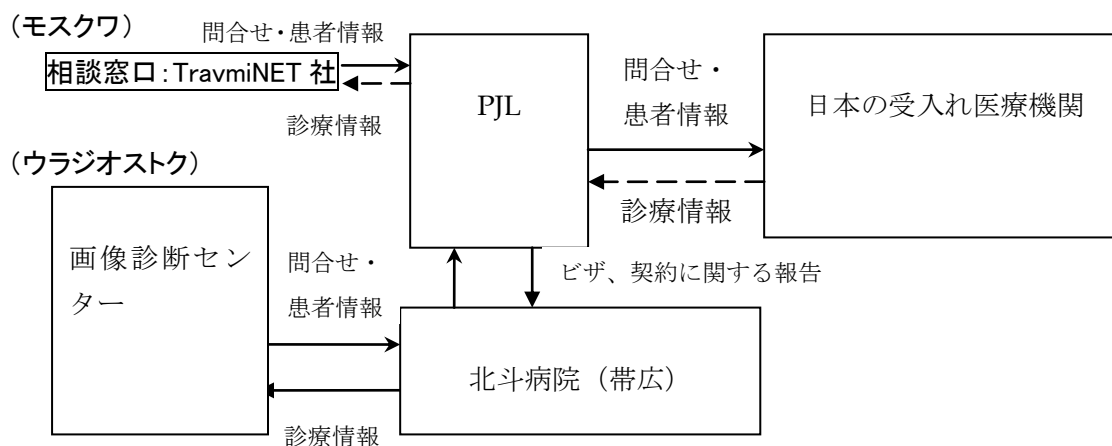 （モスクワ）
問合せ・患者情報
相談窓口：TravmiNET 社
診療情報
PJL
問合せ・
患者情報
日本の受入れ医療機関
診療情報
（ウラジオストク）
画像診断セン
ター
問合せ・
患者情報
ビザ、契約に関する報告
北斗病院（帯広）
診療情報